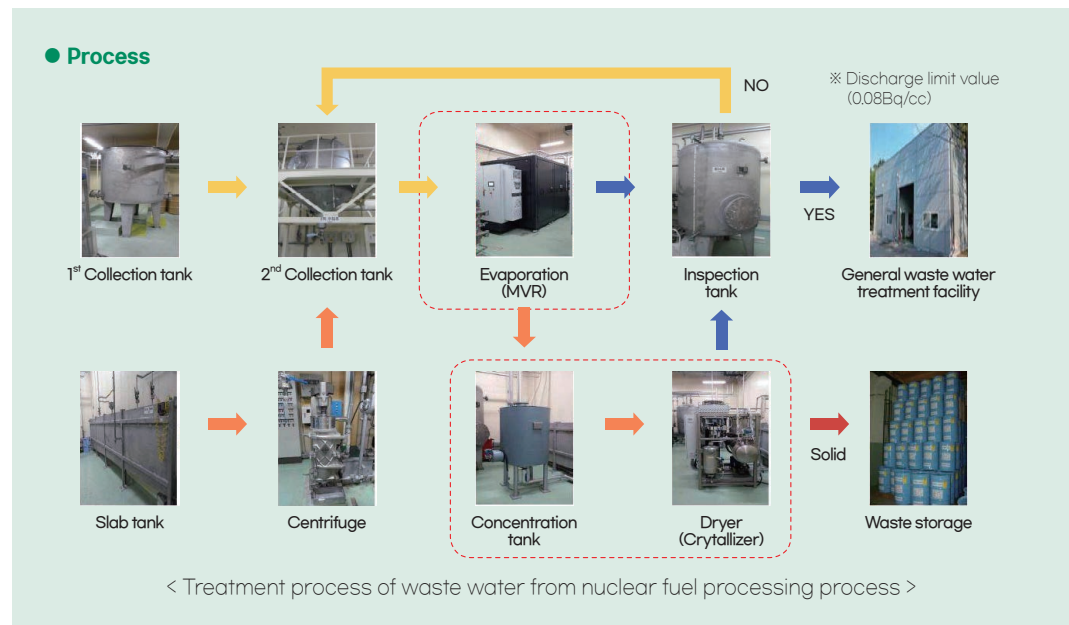 ● Process
NO
※ Discharge limit value
(0.08Bq/cc)
YES
1st Collection tank
2nd Collection tank
Evaporation
(MVR)
Inspection
tank
General waste water
treatment facility
Solid
Slab tank
Centrifuge
Concentration
tank
Dryer
(Crytallizer)
Waste storage
< Treatment process of waste water from nuclear fuel processing process >